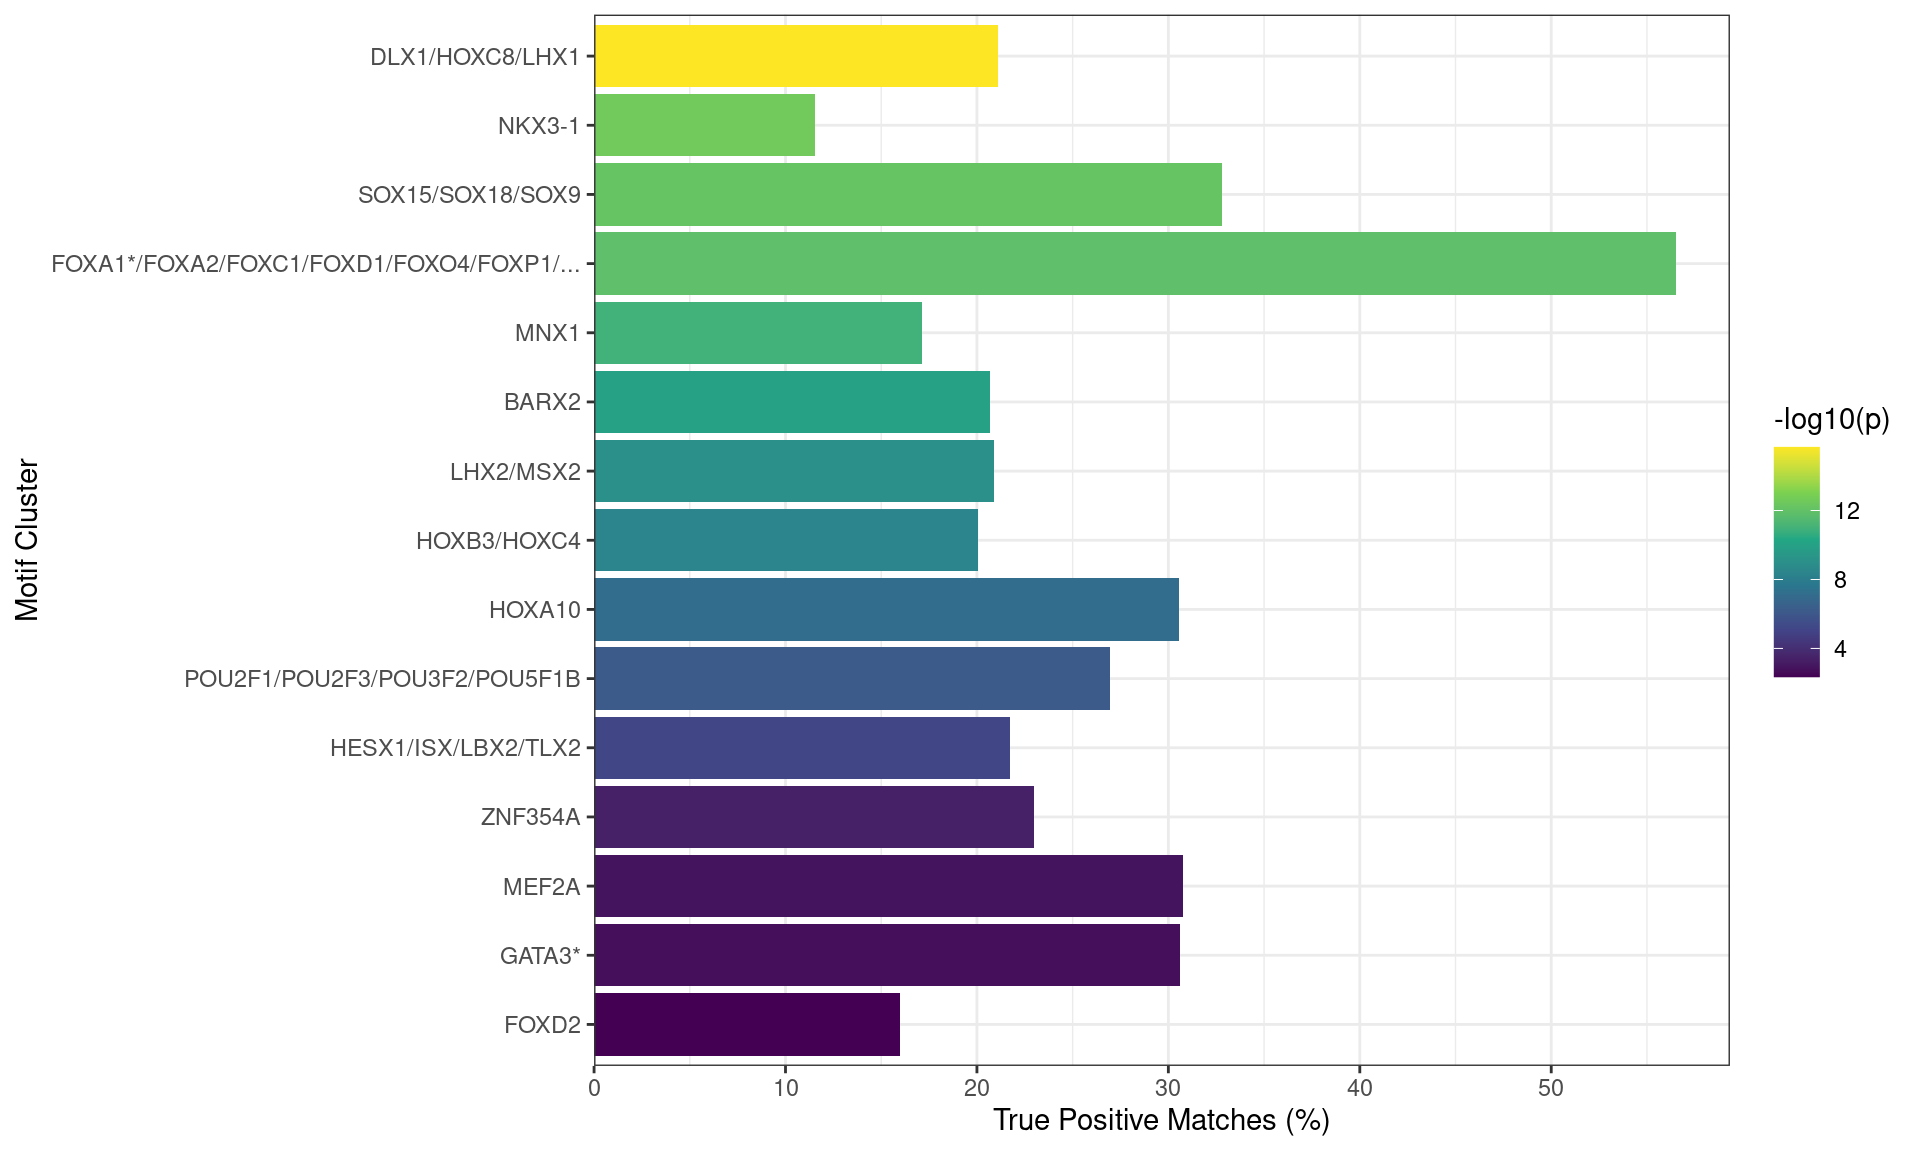 DLX1/HOXC8/LHX1
NKX3-1
SOX15/SOX18/SOX9
FOXA1*/FOXA2/FOXC1/FOXD1/FOXO4/FOXP1/...
MNX1
BARX2
LHX2/MSX2
HOXB3/HOXC4
HOXA10
POU2F1/POU2F3/POU3F2/POU5F1B
HESX1/ISX/LBX2/TLX2
ZNF354A
MEF2A
GATA3*
FOXD2
Motif Cluster
0 10 20 30 40 50
True Positive Matches (%)
-log10(p)
12
8
4